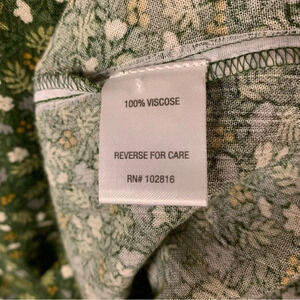 100% VISCOSE
REVERSE FOR CARE
RN# 102816